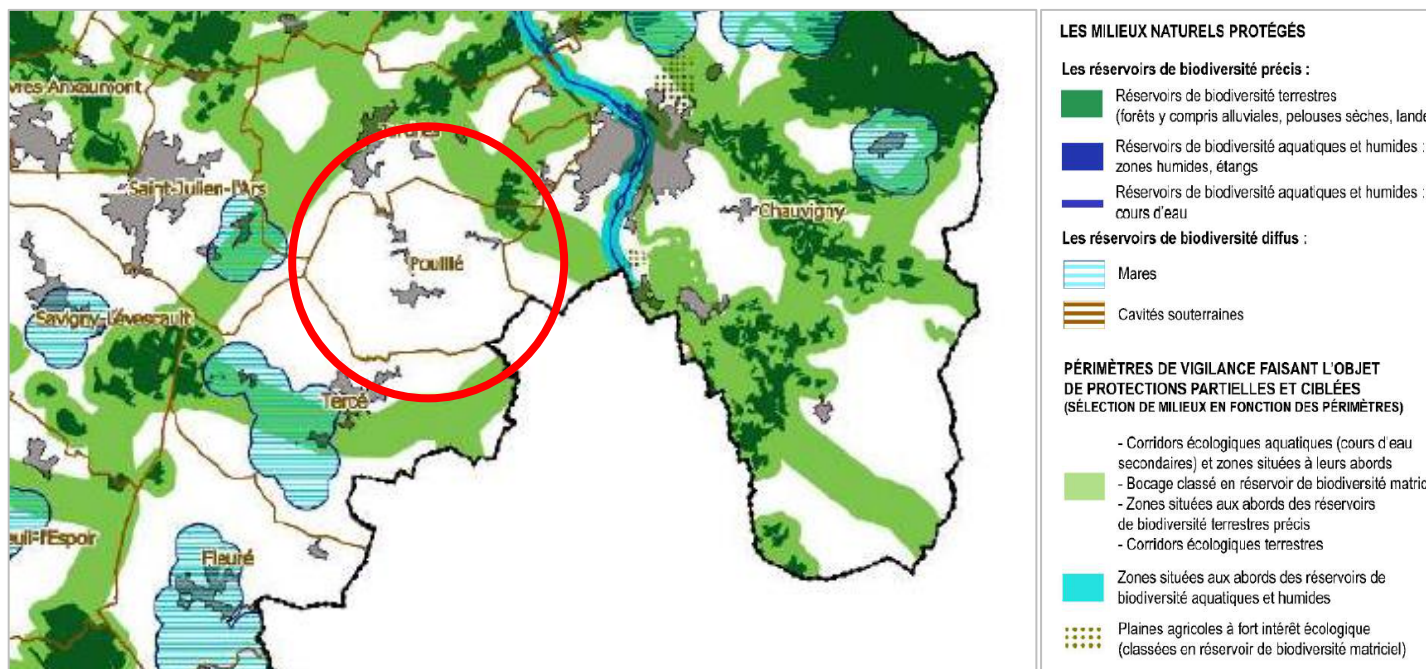 vres-Anxaumont
Saint-Julien-l'Ars
Chauvigny
Pouillé
Savigny-Lévescault
Tercé
euil-l'Espoir
Fleuré
LES MILIEUX NATURELS PROTÉGÉS
Les réservoirs de biodiversité précis :
Réservoirs de biodiversité terrestres
(forêts y compris alluviales, pelouses sèches, lande
Réservoirs de biodiversité aquatiques et humides :
zones humides, étangs
Réservoirs de biodiversité aquatiques et humides :
cours d'eau
Les réservoirs de biodiversité diffus :
Mares
Cavités souterraines
PÉRIMÈTRES DE VIGILANCE FAISANT L'OBJET
DE PROTECTIONS PARTIELLES ET CIBLÉES
(SÉLECTION DE MILIEUX EN FONCTION DES PÉRIMÈTRES)
- Corridors écologiques aquatiques (cours d'eau
secondaires) et zones situées à leurs abords
- Bocage classé en réservoir de biodiversité matric
- Zones situées aux abords des réservoirs
de biodiversité terrestres précis
- Corridors écologiques terrestres
Zones situées aux abords des réservoirs de
biodiversité aquatiques et humides
Plaines agricoles à fort intérêt écologique
(classées en réservoir de biodiversité matriciel)